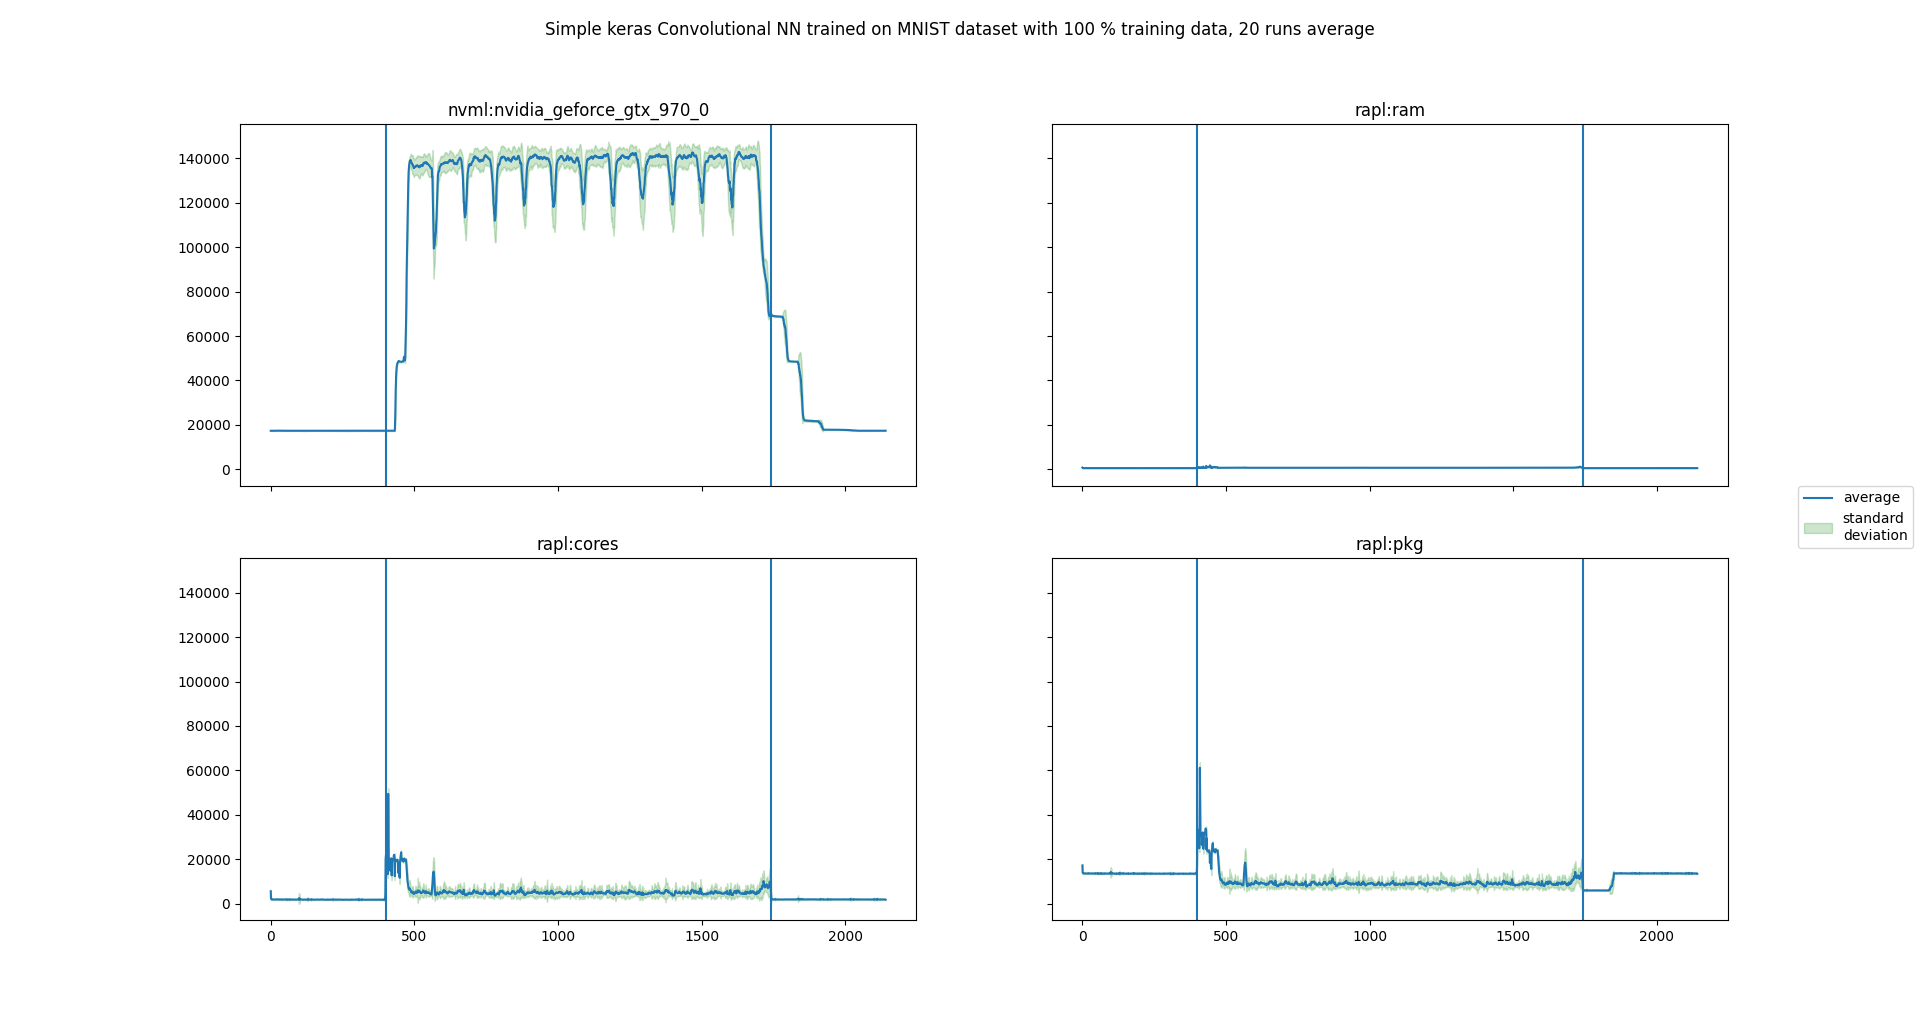 Simple keras Convolutional NN trained on MNIST dataset with 100 % training data, 20 runs average
nvml:nvidia_geforce_gtx_970_0
140000
120000
100000
80000
60000
40000
20000
0
rapl:ram
average
standard
deviation
rapl:cores
140000
120000
100000
80000
60000
40000
20000
0
0 500 1000 1500 2000
rapl:pkg
0 500 1000 1500 2000